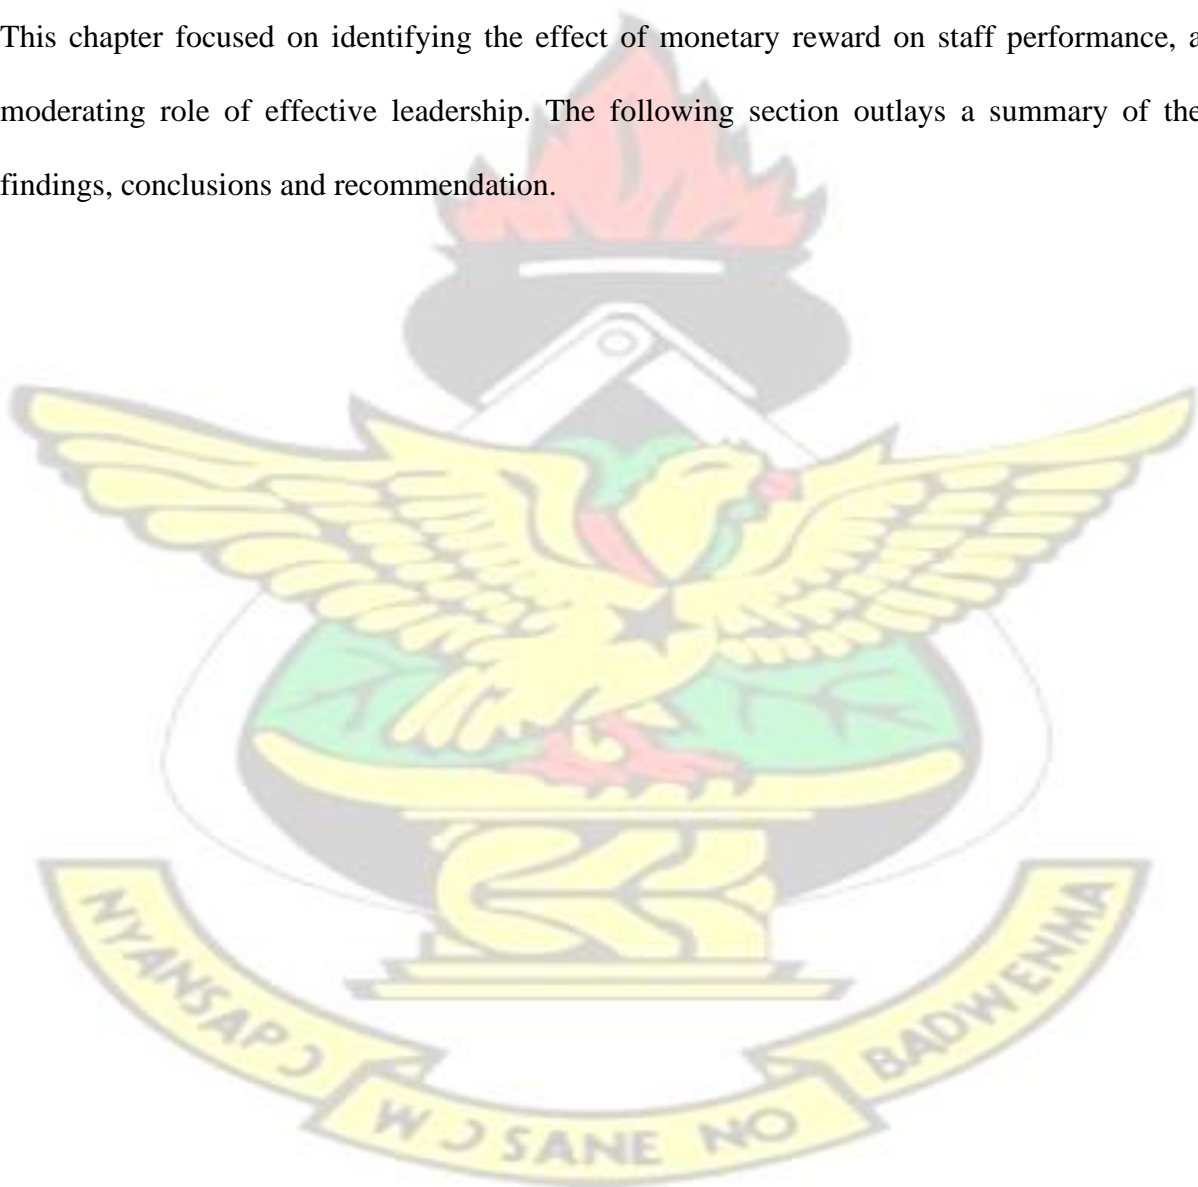 This chapter focused on identifying the effect of monetary reward on staff performance, a
moderating role of effective leadership. The following section outlays a summary of the
findings, conclusions and recommendation.
NYANSAPƆ
WƆSANE NO
BADWENMA